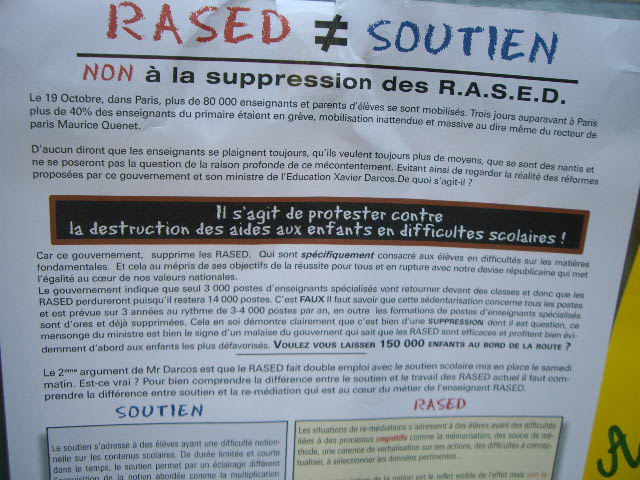 RASED ≠ SOUTIEN
NON à la suppression des R.A.S.E.D.
Le 19 Octobre, dans Paris, plus de 80 000 enseignants et parents d'élèves se sont mobilisés. Trois jours auparavant à Paris
plus de 40% des enseignants du primaire étaient en grève, mobilisation inattendue et massive au dire même du recteur de
paris Maurice Quenet.
D'aucun diront que les enseignants se plaignent toujours, qu'ils veulent toujours plus de moyens, que se sont des nantis et
ne se poseront pas la question de la raison profonde de ce mécontentement. Evitant ainsi de regarder la réalité des réformes
proposées par ce gouvernement et son ministre de l'Education Xavier Darcos.De quoi s'agit-il ?
Il s'agit de protester contre
la destruction des aides aux enfants en difficultes scolaires !
Car ce gouvernement, supprime les RASED. Qui sont spécifiquement consacré aux élèves en difficultés sur les matières
fondamentales. Et cela au mépris de ses objectifs de la réussite pour tous et en rupture avec notre devise républicaine qui met
l'égalité au cœur de nos valeurs nationales.
Le gouvernement indique que seul 3 000 postes d'enseignants spécialisés vont retourner devant des classes et donc que les
RASED perdureront puisqu'il restera 14 000 postes. C'est FAUX Il faut savoir que cette sédentarisation concerne tous les postes
et est prévue sur 3 années au rythme de 3-4 000 postes par an, en outre les formations de postes d'enseignants spécialisés
sont d'ores et déjà supprimées. Cela en soi démontre clairement que c'est bien d'une SUPPRESSION dont il est question, ce
mensonge du ministre est bien le signe d'un malaise du gouvernement qui sait que les RASED sont efficaces et profitent bien évi-
demment d'abord aux enfants les plus défavorisés. VOULEZ VOUS LAISSER 150 000 ENFANTS AU BORD DE LA ROUTE ?
Le 2ème argument de Mr Darcos est que le RASED fait double emploi avec le soutien scolaire mis en place le samedi
matin. Est-ce vrai ? Pour bien comprendre la différence entre le soutien et le travail des RASED actuel il faut com-
prendre la différence entre soutien et la re-médiation qui est au cœur du métier de l'enseignant RASED.
SOUTIEN
Le soutien s'adresse à des élèves ayant une difficulté notion-
nelle sur les contenus scolaires. De durée limitée et courte
dans le temps, le soutien permet par un éclairage différent
l'acquisition de la notion abordée comme la multiplication
RASED
Les situations de re-médiations s'adressent à des élèves ayant des difficultés
liées à des processus cognitifs comme la mémorisation, des soucis de mé-
thode, une carence de verbalisation sur ses actions, des difficultés à concep-
tualiser, à sélectionner les données pertinentes...
de la notion est le reflet visible de l'effet mais non la
A